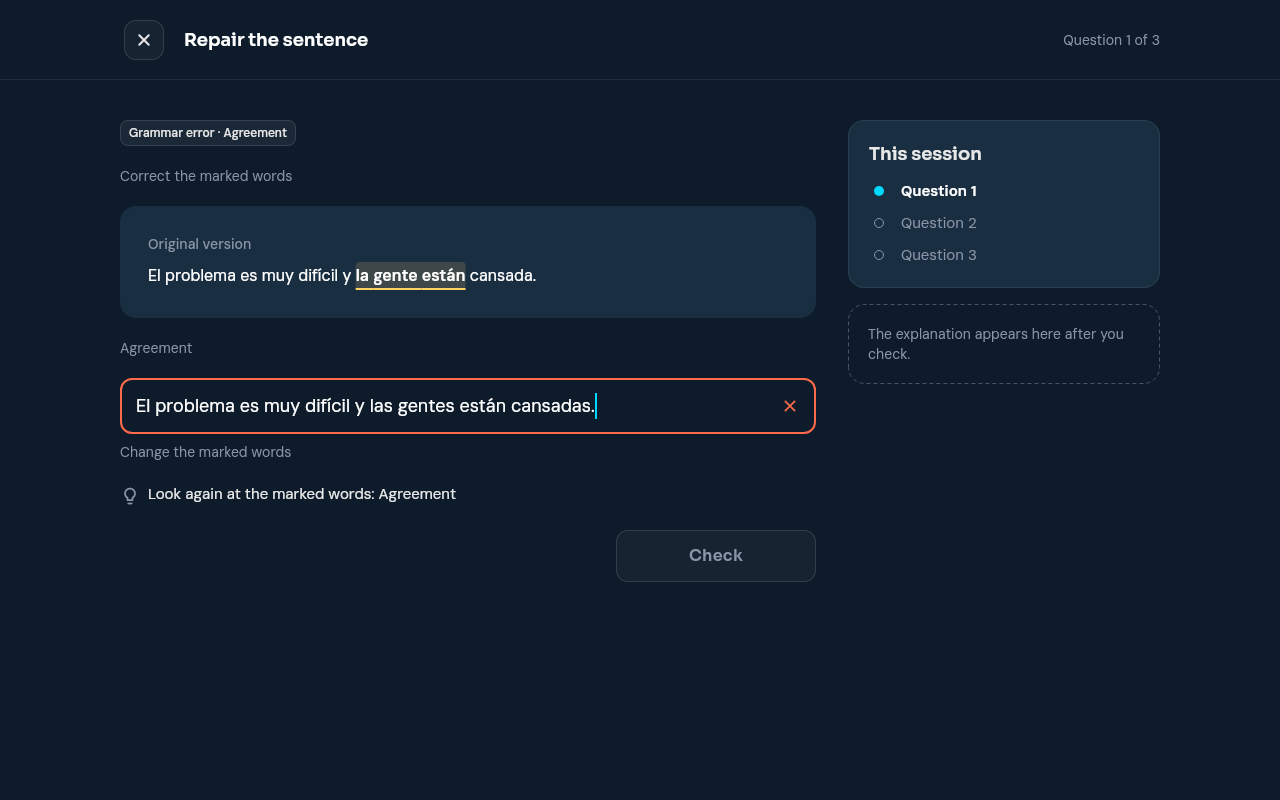 Repair the sentence
Question 1 of 3
Grammar error · Agreement
Correct the marked words
Original version
El problema es muy difícil y la gente están cansada.
Agreement
El problema es muy difícil y las gentes están cansadas.
Change the marked words
Look again at the marked words: Agreement
Check
This session
Question 1
Question 2
Question 3
The explanation appears here after you
check.